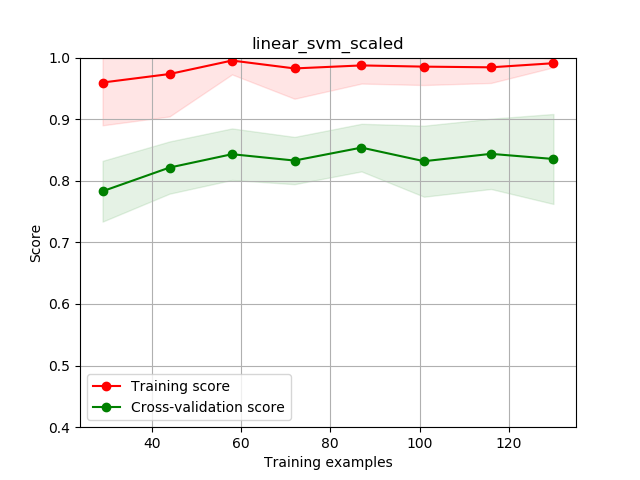 linear_svm_scaled
1.0
0.9
0.8
0.7
0.6
0.5
0.4
Score
Training score
Cross-validation score
40 60 80 100 120
Training examples